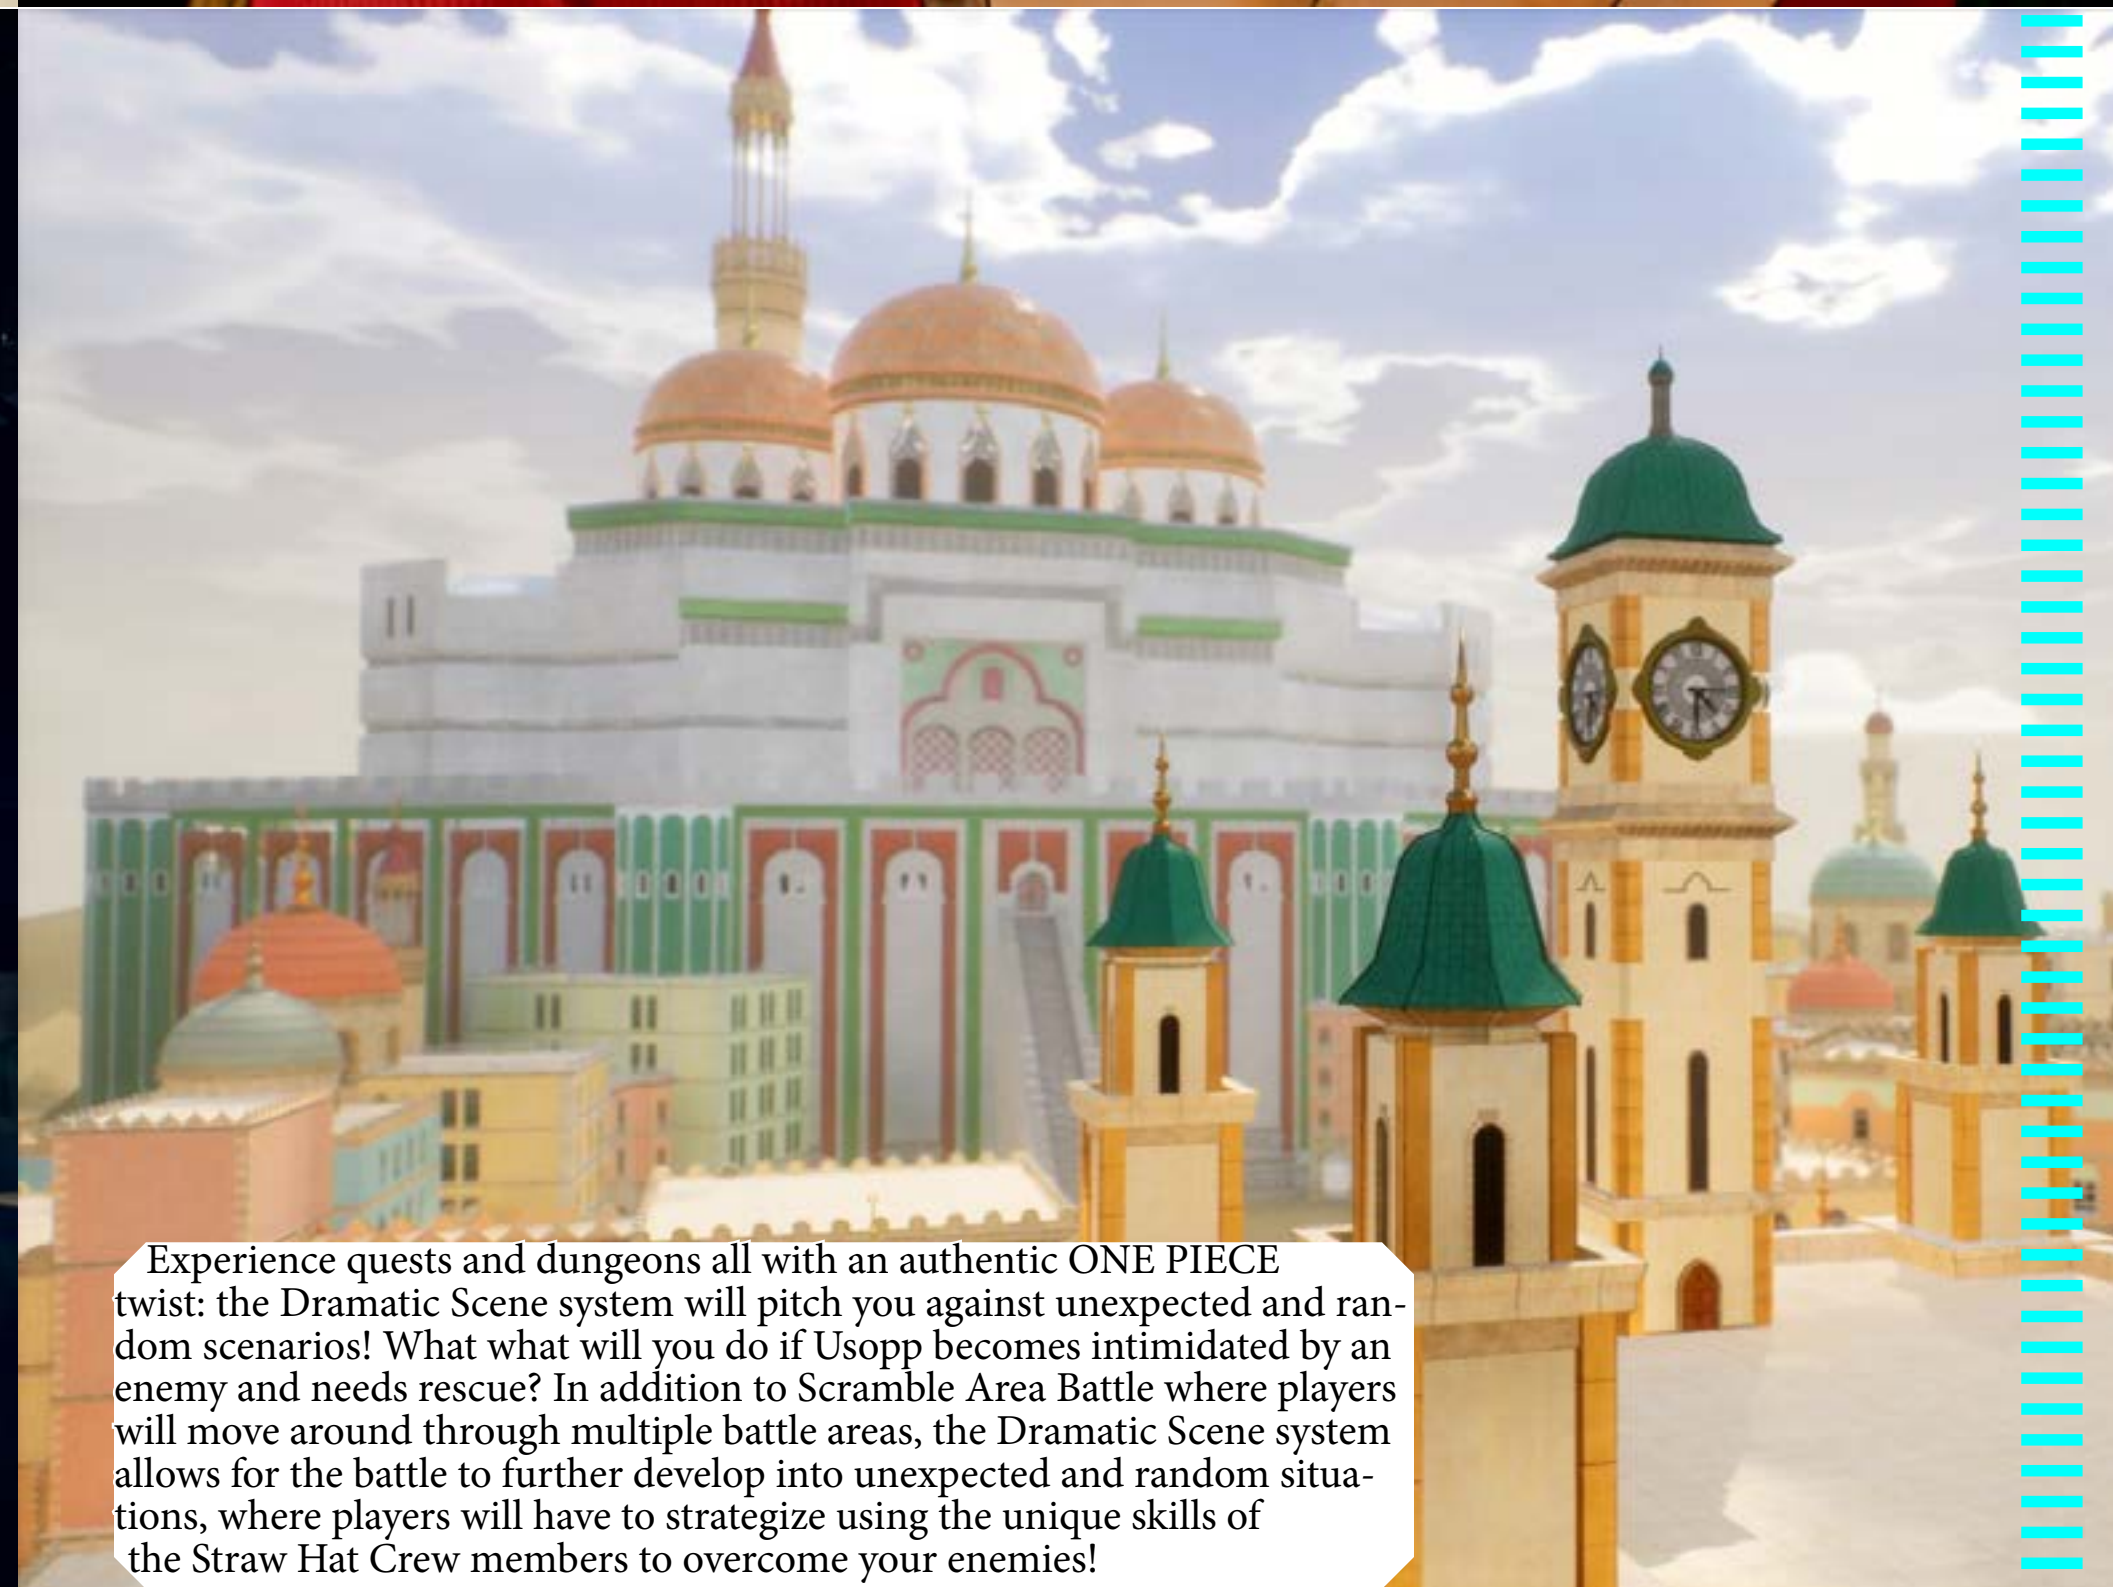 Experience quests and dungeons all with an authentic ONE PIECE
twist: the Dramatic Scene system will pitch you against unexpected and ran-
dom scenarios! What what will you do if Usopp becomes intimidated by an
enemy and needs rescue? In addition to Scramble Area Battle where players
will move around through multiple battle areas, the Dramatic Scene system
allows for the battle to further develop into unexpected and random situa-
tions, where players will have to strategize using the unique skills of
the Straw Hat Crew members to overcome your enemies!